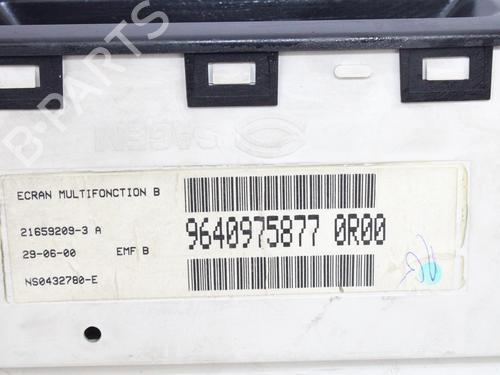 B-PARTS
SAGEM
ECRAN MULTIFONCTION B
21659209-3 A
29-06-00 EMF B
9640975877 0R00
NS0432780-E